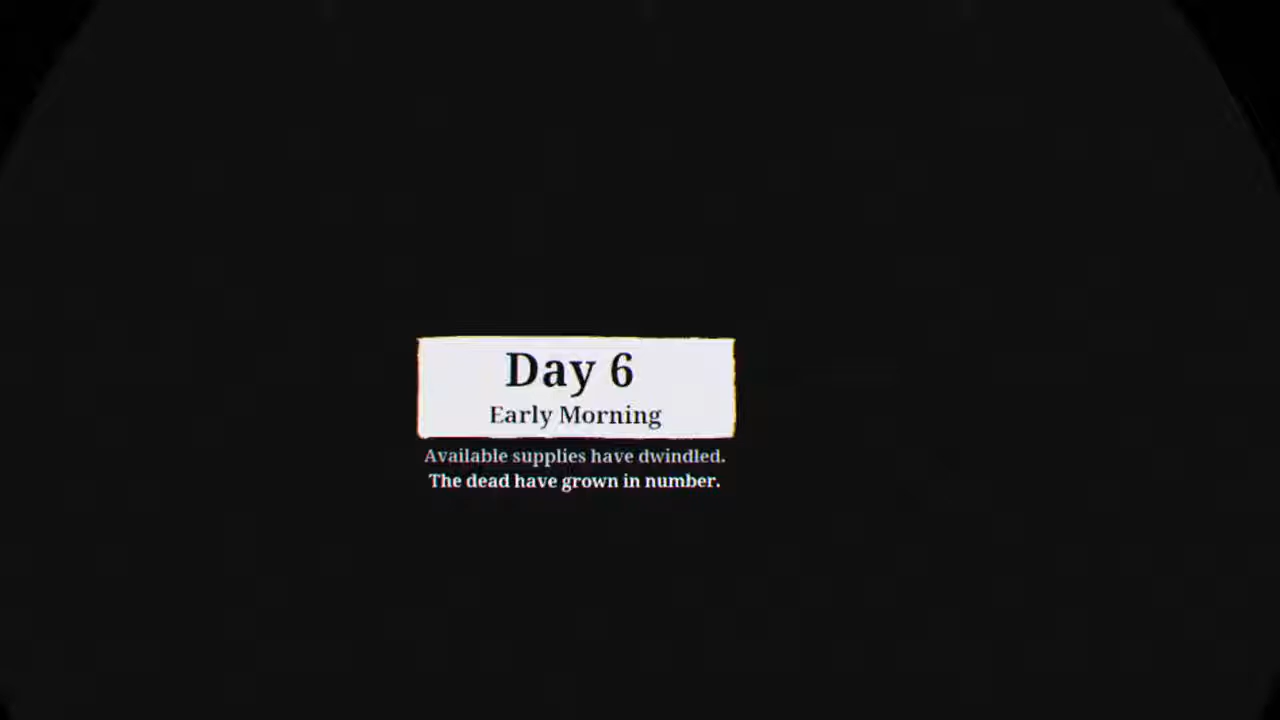 Day 6
Early Morning
Available supplies have dwindled.
The dead have grown in number.